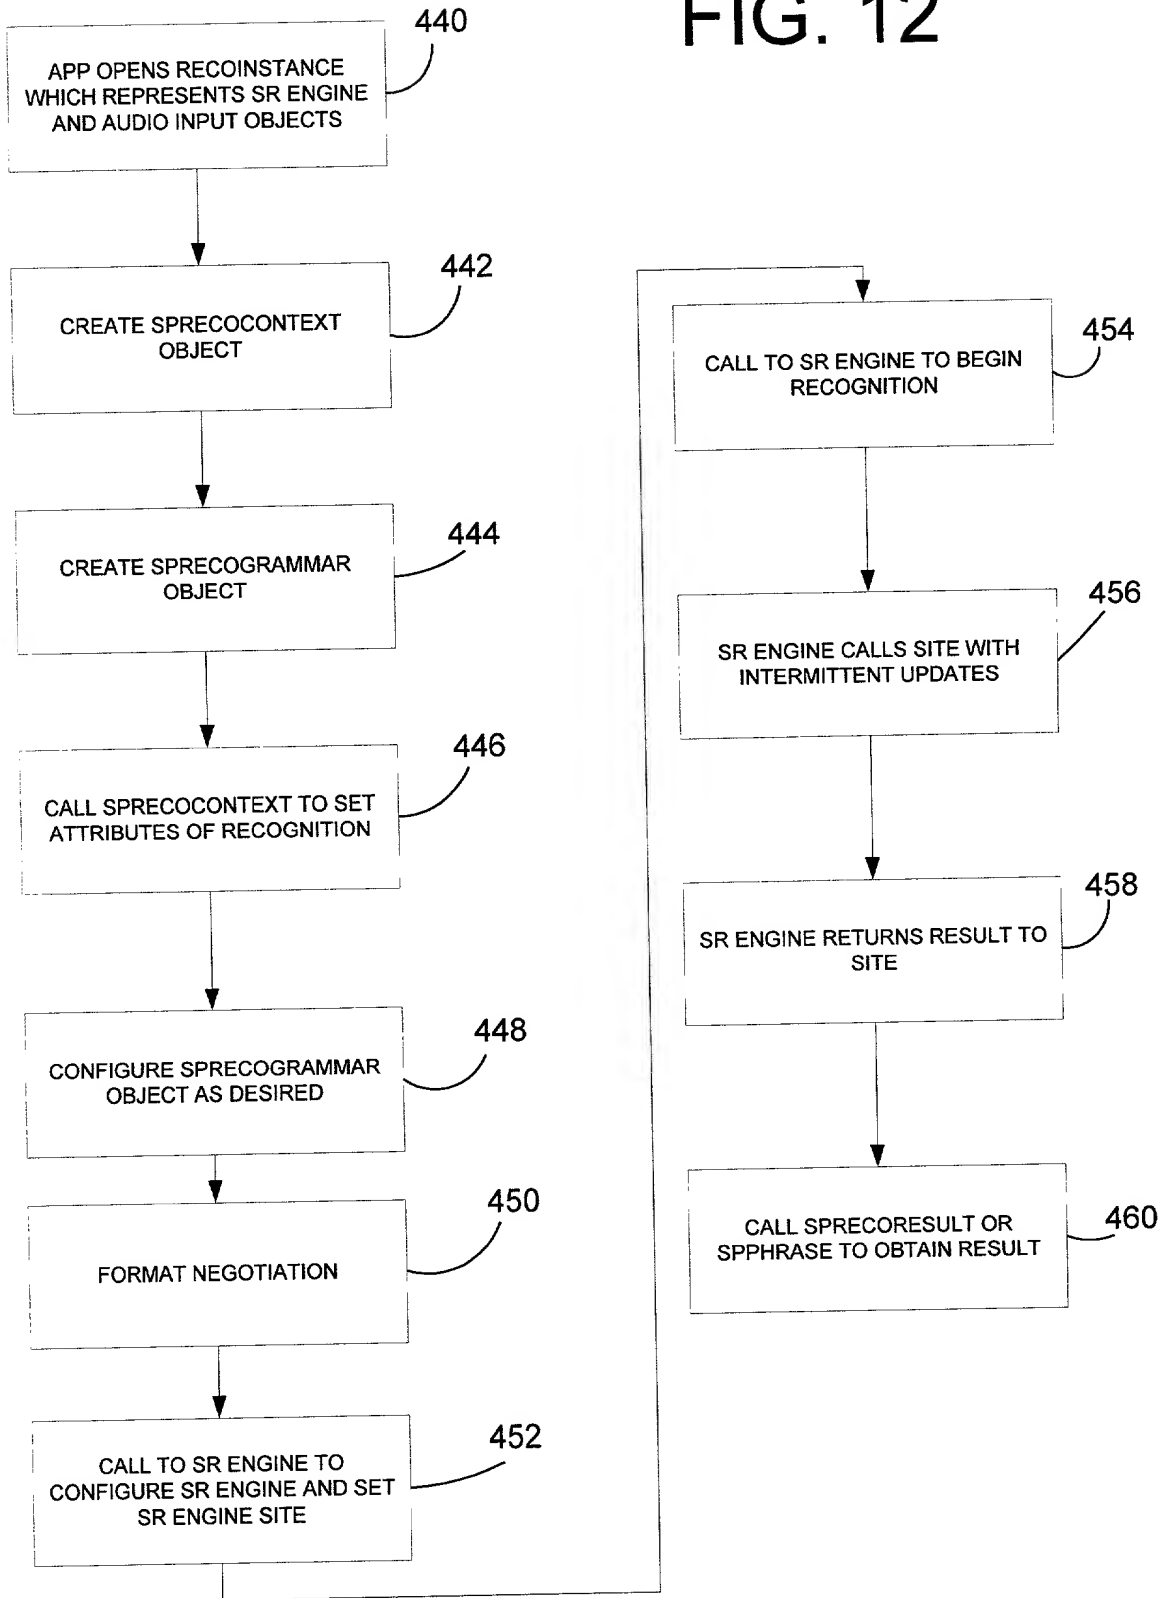 FIG. 12
440
APP OPENS RECOINSTANCE
WHICH REPRESENTS SR ENGINE
AND AUDIO INPUT OBJECTS
442
CREATE SPRECOCONTEXT
OBJECT
444
CREATE SPRECOGRAMMAR
OBJECT
446
CALL SPRECOCONTEXT TO SET
ATTRIBUTES OF RECOGNITION
448
CONFIGURE SPRECOGRAMMAR
OBJECT AS DESIRED
450
FORMAT NEGOTIATION
452
CALL TO SR ENGINE TO
CONFIGURE SR ENGINE AND SET
SR ENGINE SITE
454
CALL TO SR ENGINE TO BEGIN
RECOGNITION
456
SR ENGINE CALLS SITE WITH
INTERMITTENT UPDATES
458
SR ENGINE RETURNS RESULT TO
SITE
460
CALL SPRECORESULT OR
SPPHRASE TO OBTAIN RESULT